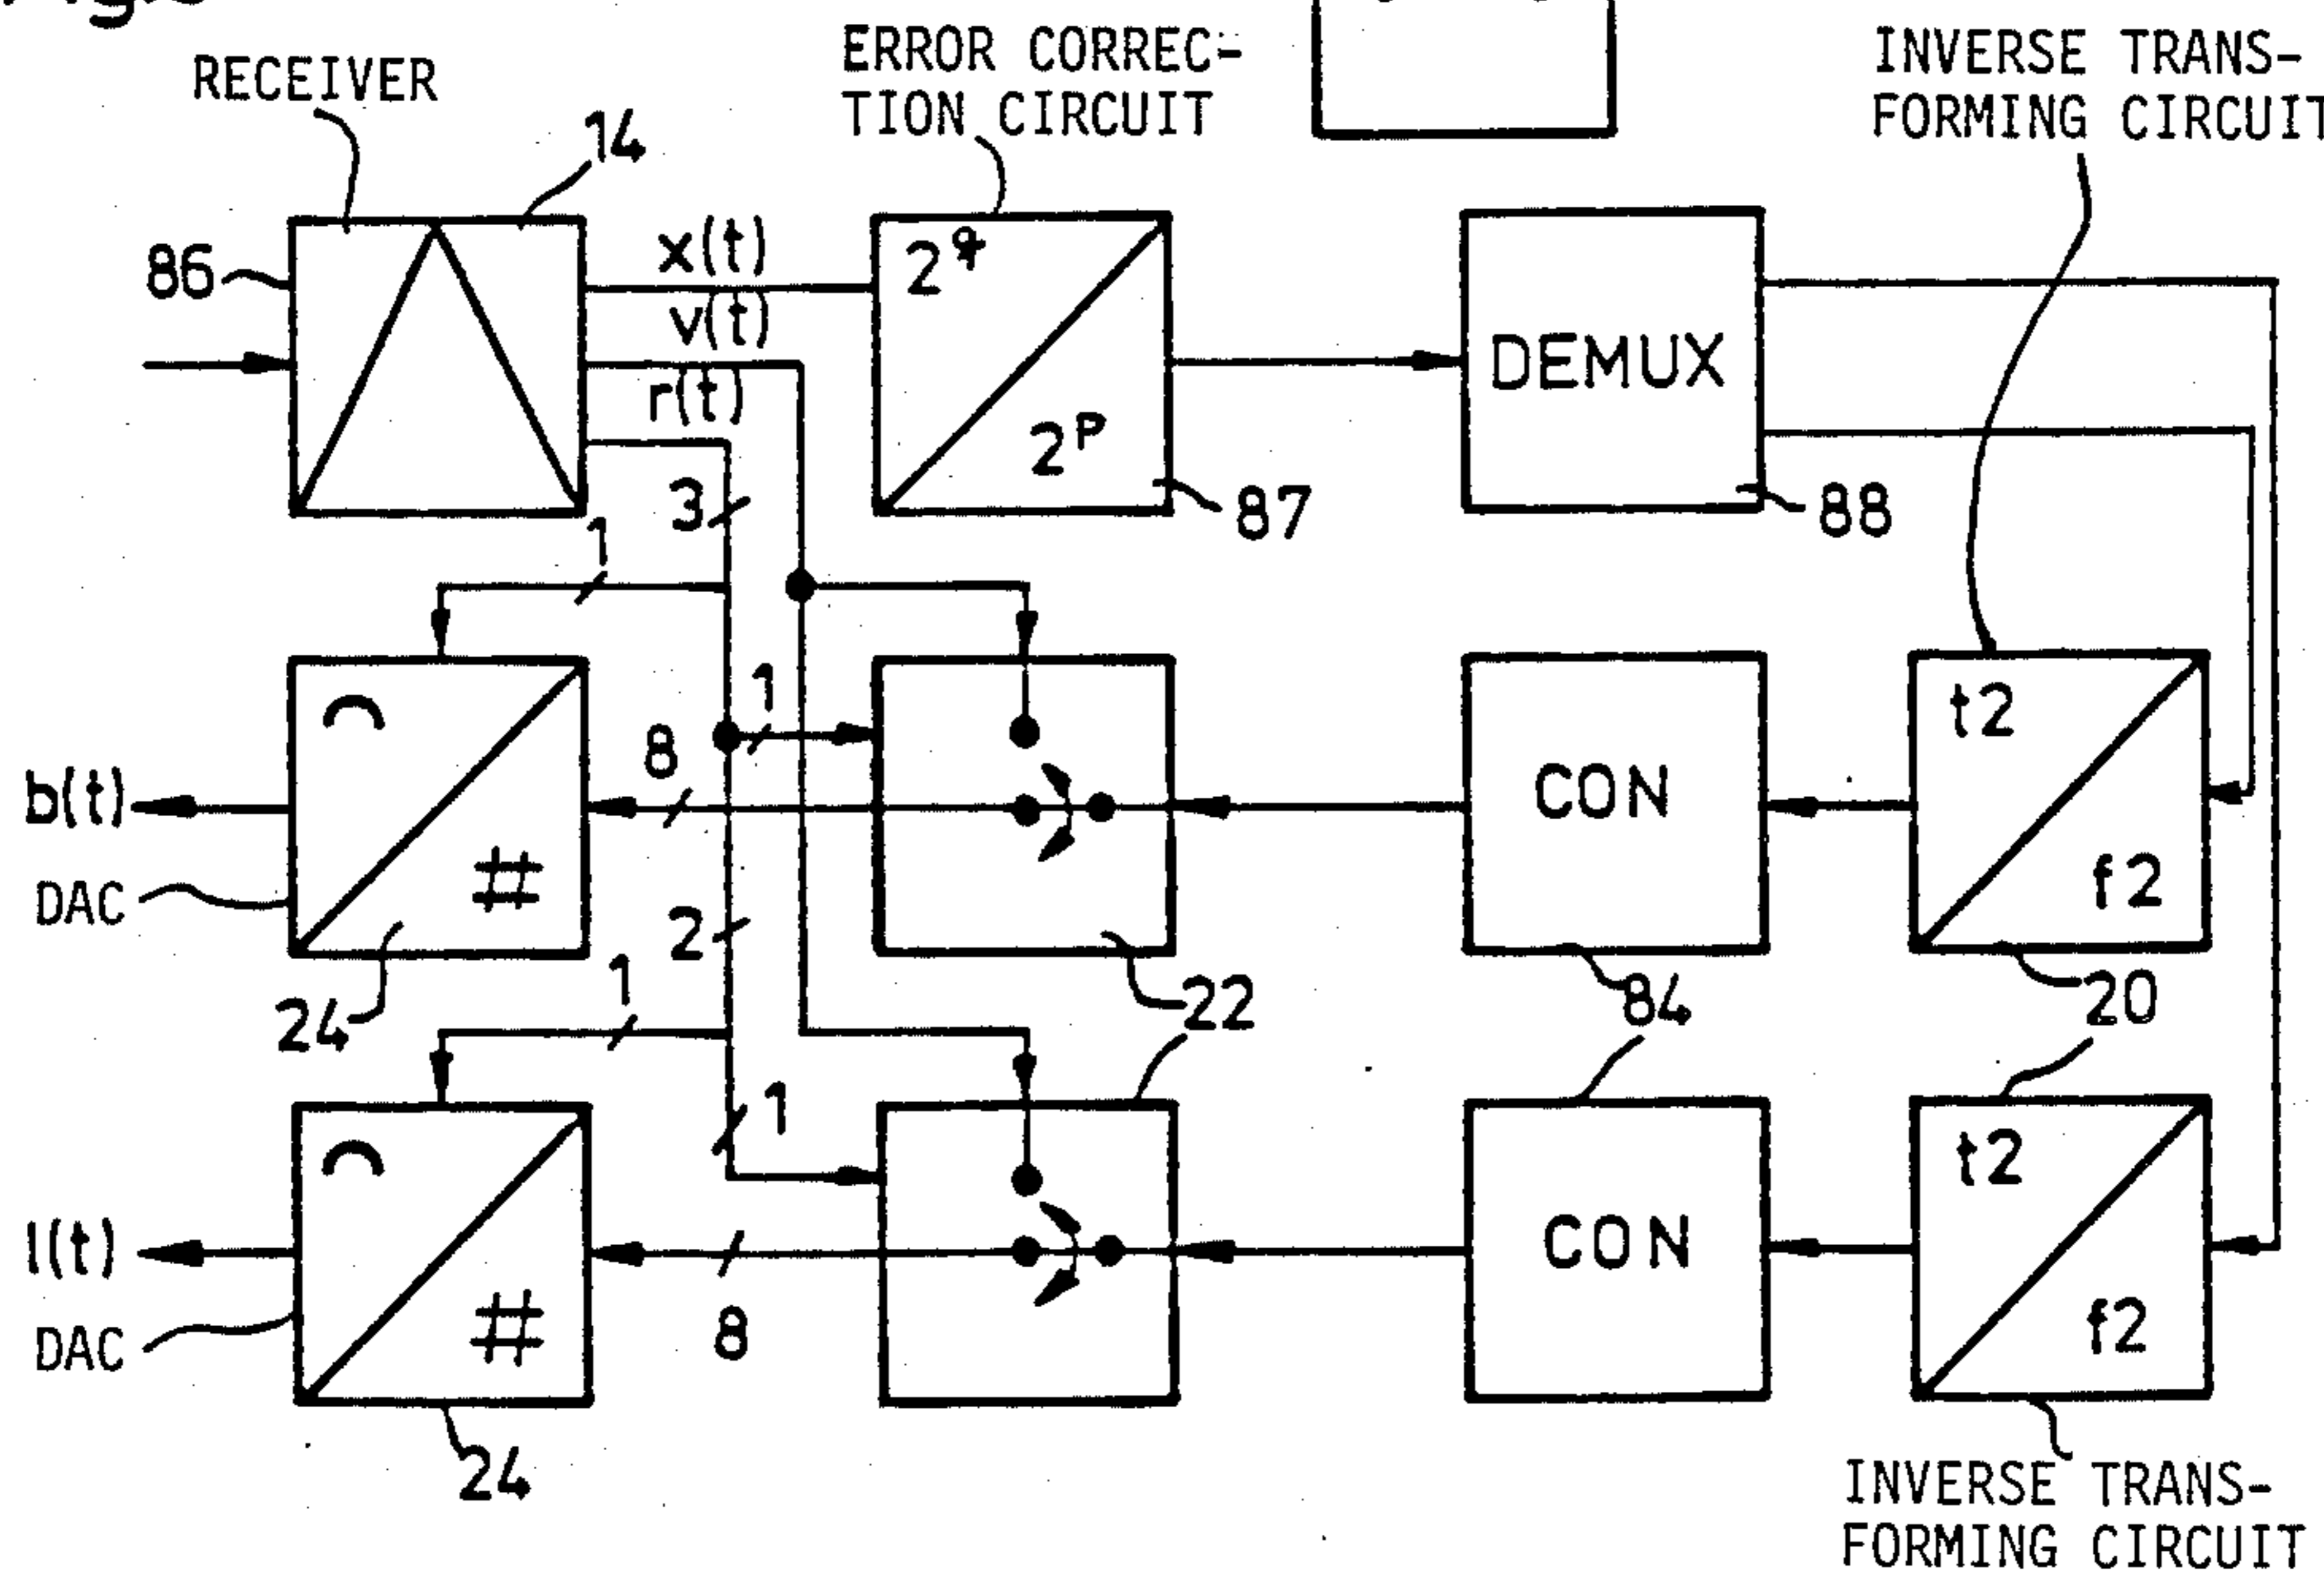 ERROR CORREC-
TION CIRCUIT
INVERSE TRANS-
FORMING CIRCUIT
RECEIVER
14
86
x(t)
v(t)
r(t)
2^q
2^p
87
DEMUX
88
3
1
1
8
t2
f2
CON
b(t)
#
DAC
24
2
1
22
84
20
1
t2
f2
CON
l(t)
#
8
DAC
24
INVERSE TRANS-
FORMING CIRCUIT